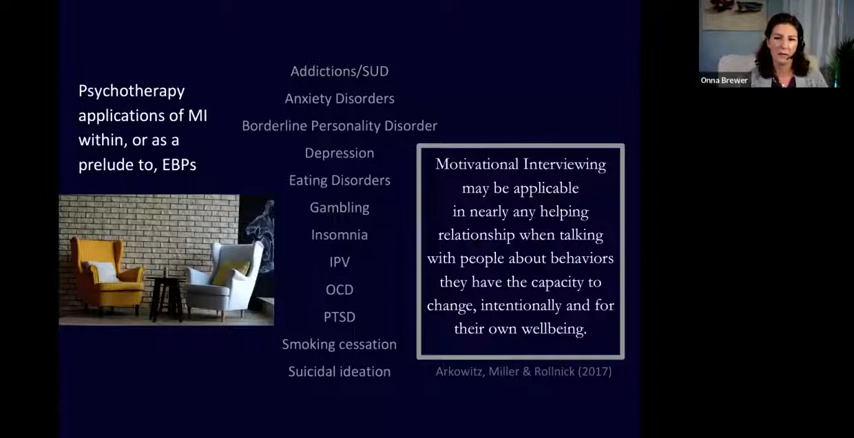 Psychotherapy
applications of MI
within, or as a
prelude to, EBPs
Addictions/SUD
Anxiety Disorders
Borderline Personality Disorder
Depression
Eating Disorders
Gambling
Insomnia
IPV
OCD
PTSD
Smoking cessation
Suicidal ideation
Motivational Interviewing
may be applicable
in nearly any helping
relationship when talking
with people about behaviors
they have the capacity to
change, intentionally and for
their own wellbeing.
Arkowitz, Miller & Rollnick (2017)
Onna Brewer